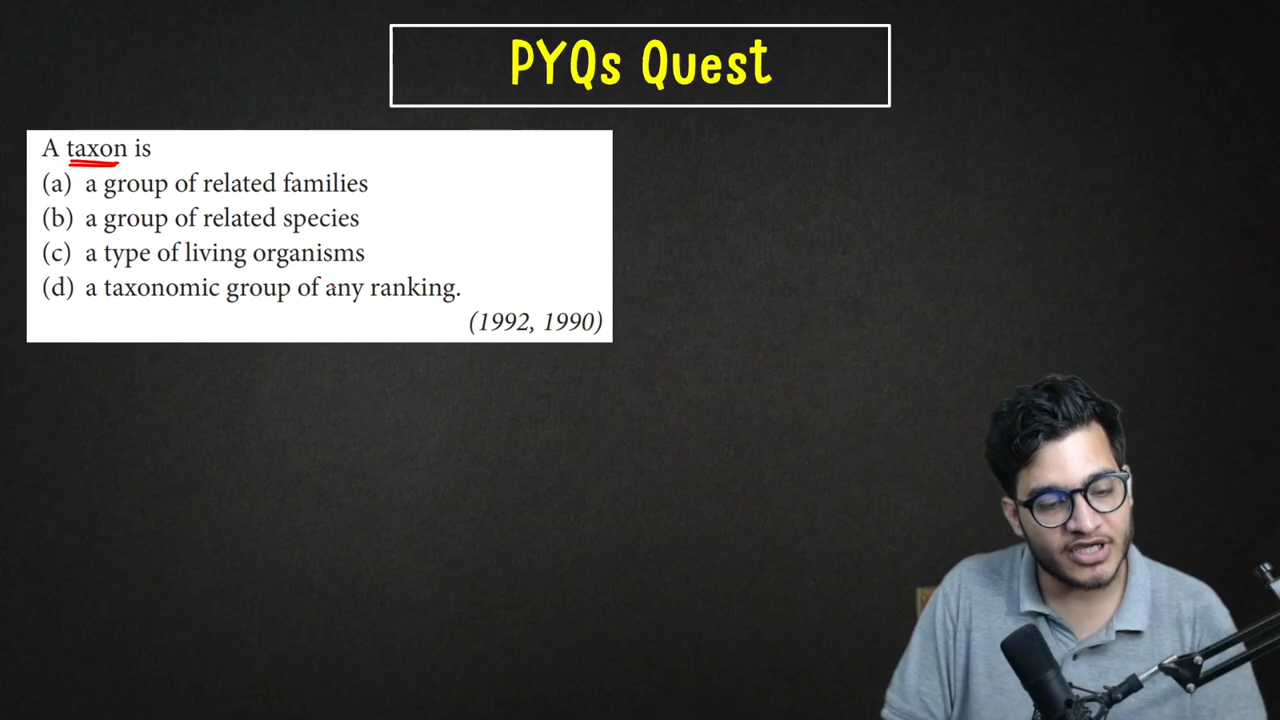 PYQs Quest
A taxon is
(a) a group of related families
(b) a group of related species
(c) a type of living organisms
(d) a taxonomic group of any ranking.
(1992, 1990)